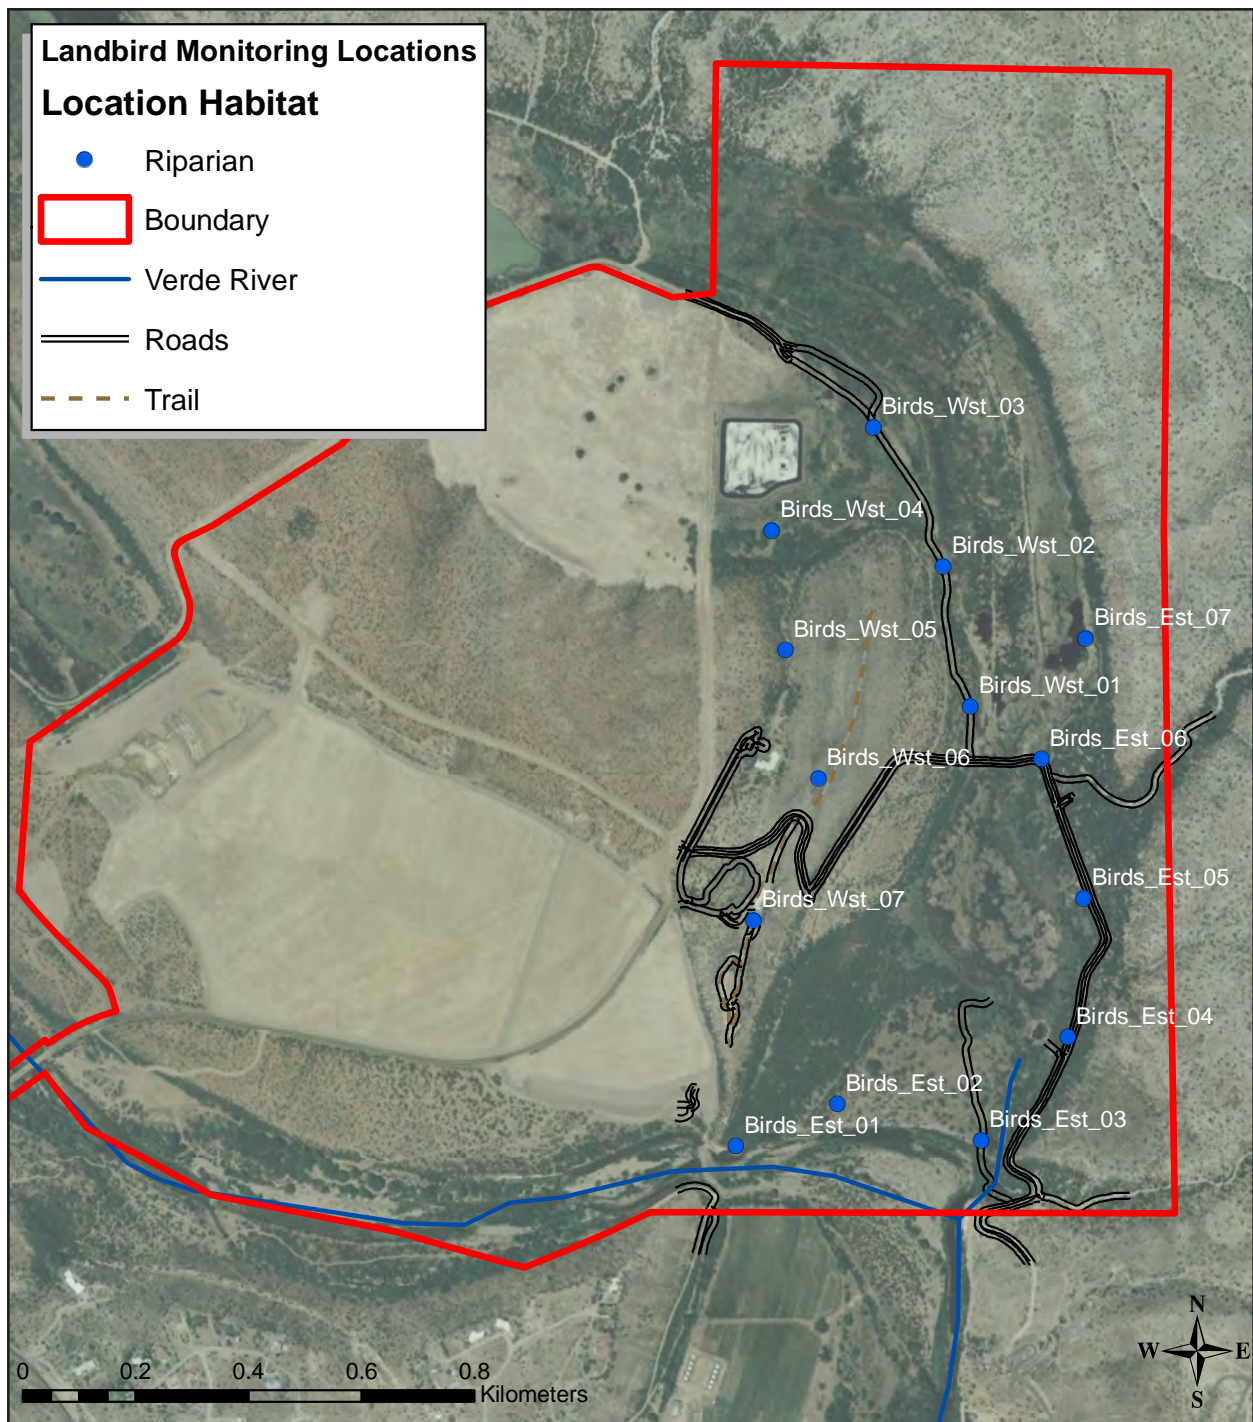 Landbird Monitoring Locations
Location Habitat
Riparian
Boundary
Verde River
Roads
Trail
Birds_Wst_03
Birds_Wst_04
Birds_Wst_02
Birds_Est_07
Birds_Wst_05
Birds_Wst_01
Birds_Est_06
Birds_Wst_06
Birds_Est_05
Birds_Wst_07
Birds_Est_04
Birds_Est_02
Birds_Est_03
Birds_Est_01
N
W E
S
0 0.2 0.4 0.6 0.8
Kilometers